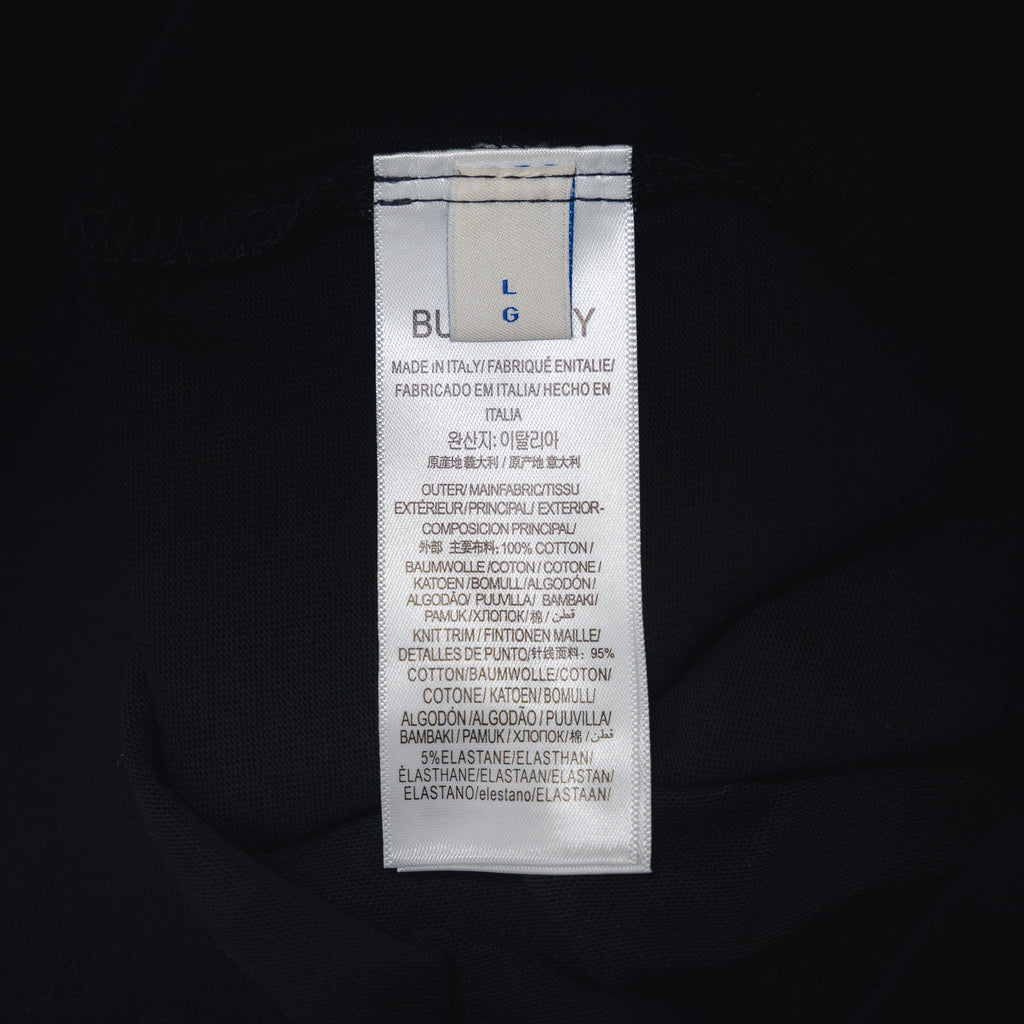 L
G
BU Y
MADE IN ITALY/ FABRIQUÉ ENITALIE/
FABRICADO EM ITALIA/ HECHO EN
ITALIA
완산지: 이탈리아
原産地 義大利 / 原产地 意大利
OUTER/ MAINFABRIC/TISSU
EXTÉRIEUR/PRINCIPAL/ EXTERIOR-
COMPOSICION PRINCIPAL/
外部 主要布料: 100% COTTON /
BAUMWOLLE /COTON / COTONE /
KATOEN /BOMULL/ALGODÓN /
ALGODÃO/ PUUVILLA/ BAMBAKI /
PAMUK /ХЛОПОК/ 棉 / قطن
KNIT TRIM / FINTIONEN MAILLE/
DETALLES DE PUNTO/针线面料: 95%
COTTON/BAUMWOLLE/COTON/
COTONE/ KATOEN/BOMULL/
ALGODÓN /ALGODÃO / PUUVILLA/
BAMBAKI / PAMUK / ХЛОПОК/ 棉 / قطن
5%ELASTANE/ELASTHAN/
ÈLASTHANE/ELASTAAN/ELASTAN/
ELASTANO/elestano/ELASTAAN/